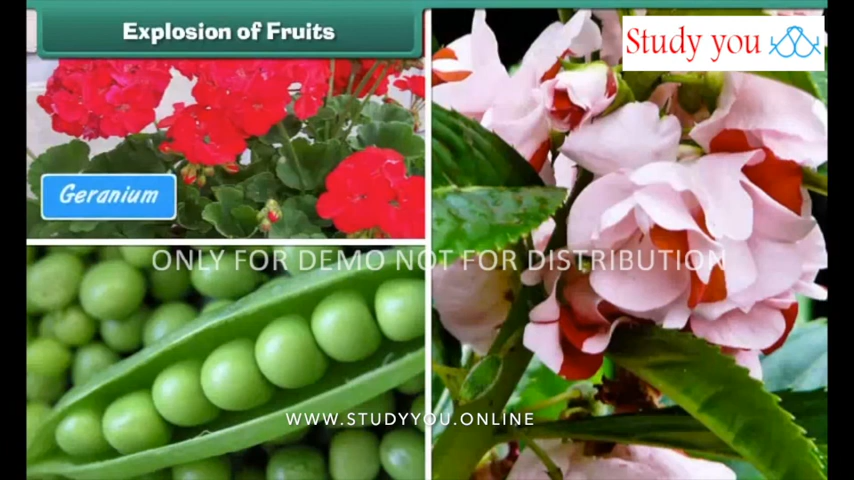 Explosion of Fruits
Study you
Geranium
ONLY FOR DEMO NOT FOR DISTRIBUTION
WWW.STUDYYOU.ONLINE